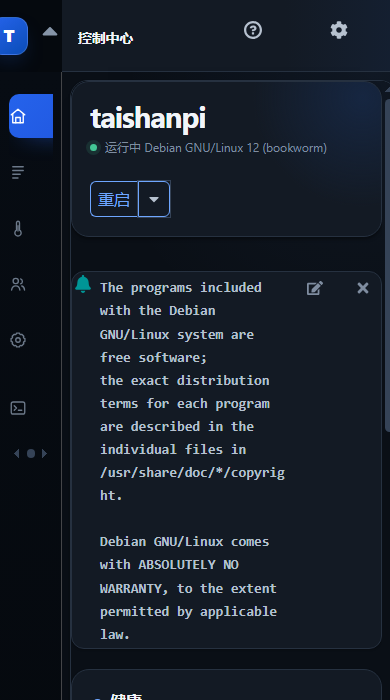 T
控制中心
taishanpi
运行中 Debian GNU/Linux 12 (bookworm)
重启
The programs included
with the Debian
GNU/Linux system are
free software;
the exact distribution
terms for each program
are described in the
individual files in
/usr/share/doc/*/copyrig
ht.
Debian GNU/Linux comes
with ABSOLUTELY NO
WARRANTY, to the extent
permitted by applicable
law.
健康